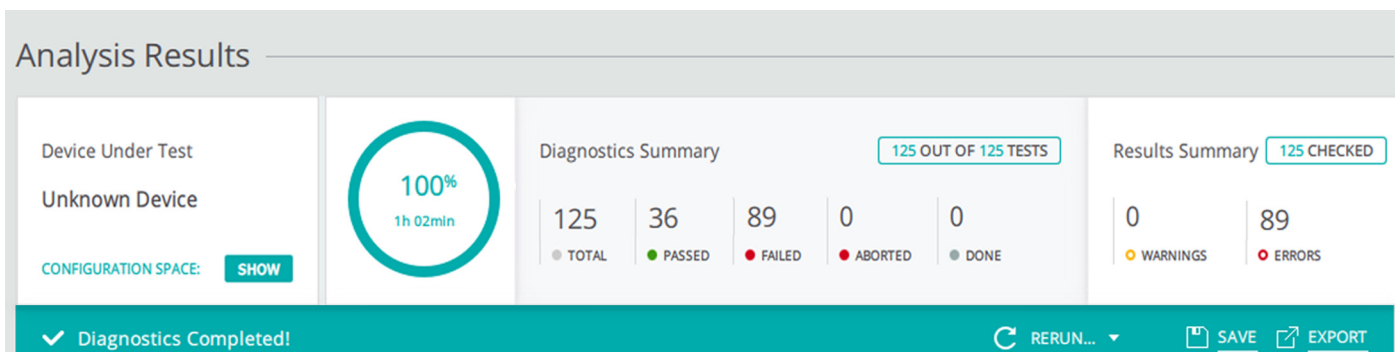 Analysis Results
Device Under Test
Unknown Device
CONFIGURATION SPACE: SHOW
100%
1h 02min
Diagnostics Summary 125 OUT OF 125 TESTS
125 36 89 0 0
TOTAL PASSED FAILED ABORTED DONE
Results Summary 125 CHECKED
0 89
WARNINGS ERRORS
Diagnostics Completed! RERUN... SAVE EXPORT